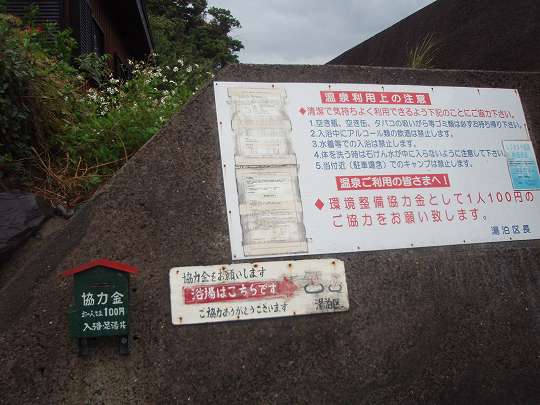 温泉利用上の注意
◆清潔で気持ちよく利用できるよう下記のことにご協力下さい。
1.空き瓶、空き缶、タバコの吸いがら等ゴミ類は必ずお持ち帰り下さい。
2.入浴中にアルコール類の飲酒は禁止します。
3.水着等での入浴は禁止します。
4.体を洗う時は石けん水が中に入らないように注意して下さい。
5.浴付近(駐車場含)でのキャンプは禁止します。
温泉ご利用の皆さまへ!
◆環境整備協力金として1人100円の
ご協力をお願い致します。
湯泊区長
協力金をお願いします
浴場はこちらです
ご協力ありがとうございます
湯泊区
協力金
お一人さま100円
入浴・足湯共